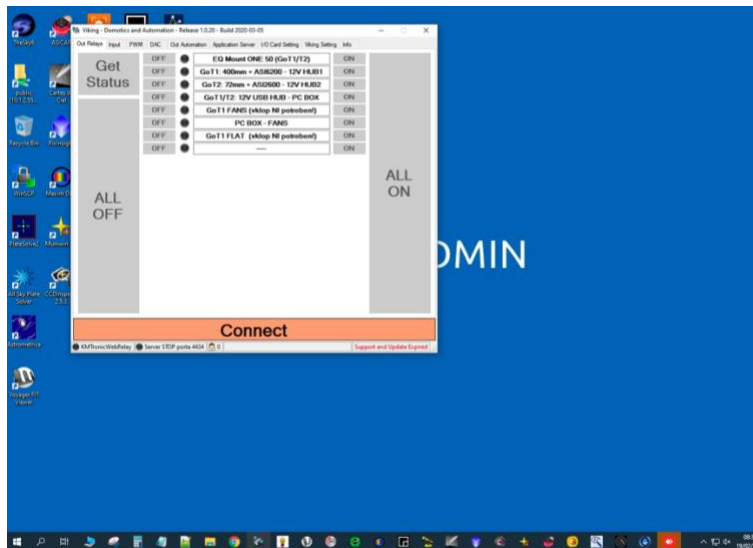 Viking - Domotics and Automation - Release 1.0.20 - Build 2020-03-05
Out Relays Input PWM DAC Out Automation Application Server I/O Card Setting Viking Setting Info
Get Status
ALL OFF
OFF EQ Mount ONE 50 (GoT1/T2) ON
OFF GoT1: 400mm + ASI6200 - 12V HUB1 ON
OFF GoT2: 72mm + ASI2600 - 12V HUB2 ON
OFF GoT1/T2: 12V USB HUB - PC BOX ON
OFF GoT1 FANS (vklop NI potreben!) ON
OFF PC BOX - FANS ON
OFF GoT1 FLAT (vklop NI potreben!) ON
OFF ---- ON
ALL ON
Connect
KMTronicWebRelay Server STOP porta 4434 0 Support and Update Expired
DMIN
TheSky6
ASICAP
public
Recycle Bin
WinSCP
PlateSolve2
All Sky Plate Solver
Astrometrica
Voyager FIT Viewer